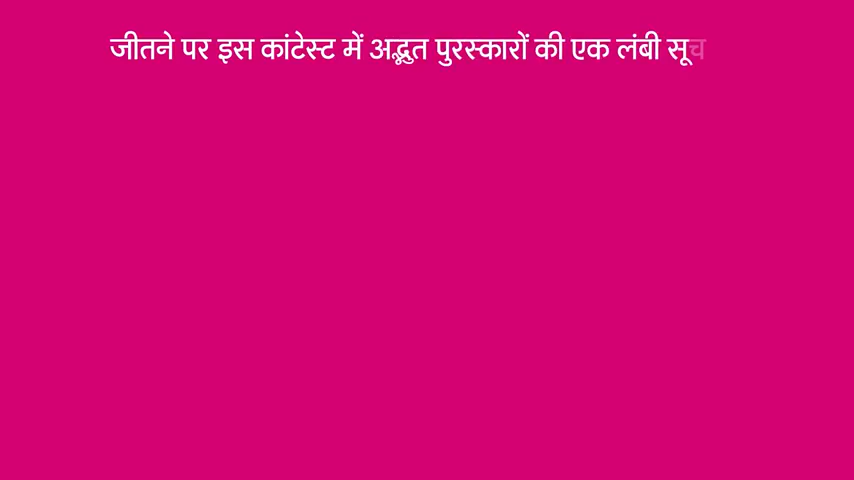 जीतने पर इस कांटेस्ट में अद्भुत पुरस्कारों की एक लंबी सूच